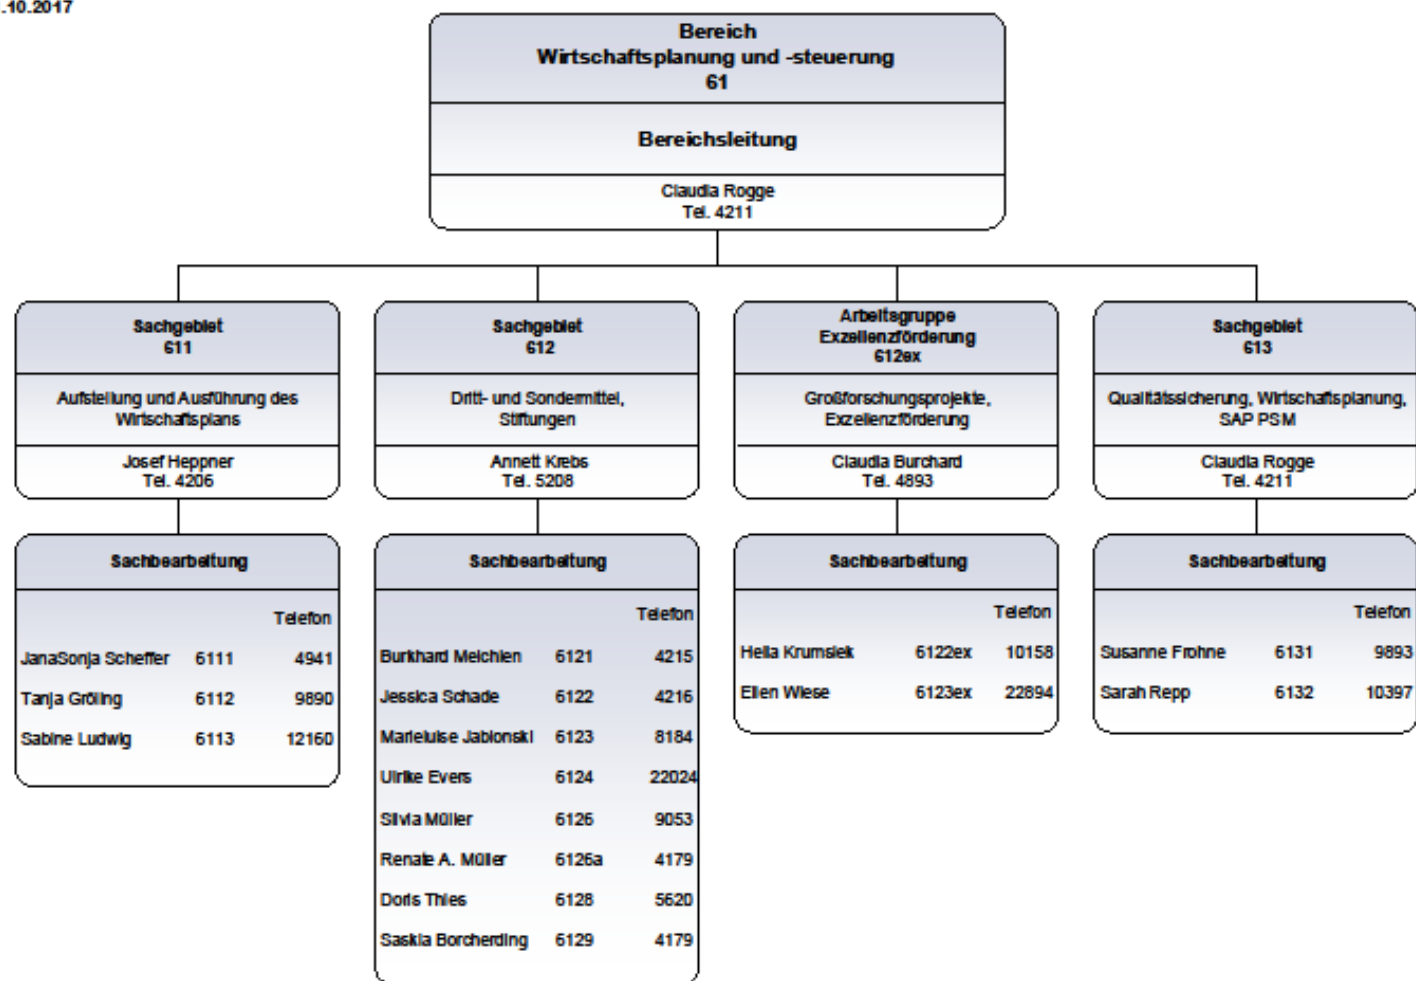 .10.2017
Bereich
Wirtschaftsplanung und -steuerung
61
Bereichsleitung
Claudia Rogge
Tel. 4211
Sachgebiet
611
Aufstellung und Ausführung des
Wirtschaftsplans
Josef Heppner
Tel. 4206
Sachgebiet
612
Dritt- und Sondermittel,
Stiftungen
Annett Krebs
Tel. 5208
Arbeitsgruppe
Exzellenzförderung
612ex
Großforschungsprojekte,
Exzellenzförderung
Claudia Burchard
Tel. 4893
Sachgebiet
613
Qualitätssicherung, Wirtschaftsplanung,
SAP PSM
Claudia Rogge
Tel. 4211
Sachbearbeitung
Telefon
JanaSonja Scheffer 6111 4941
Tanja Gröling 6112 9890
Sabine Ludwig 6113 12160
Sachbearbeitung
Telefon
Burkhard Melchien 6121 4215
Jessica Schade 6122 4216
Marieluise Jablonski 6123 8184
Ulrike Evers 6124 22024
Silvia Müller 6126 9053
Renate A. Müller 6126a 4179
Doris Thies 6128 5620
Saskia Borcherding 6129 4179
Sachbearbeitung
Telefon
Hella Krumsiek 6122ex 10158
Ellen Wiese 6123ex 22894
Sachbearbeitung
Telefon
Susanne Frohne 6131 9893
Sarah Repp 6132 10397